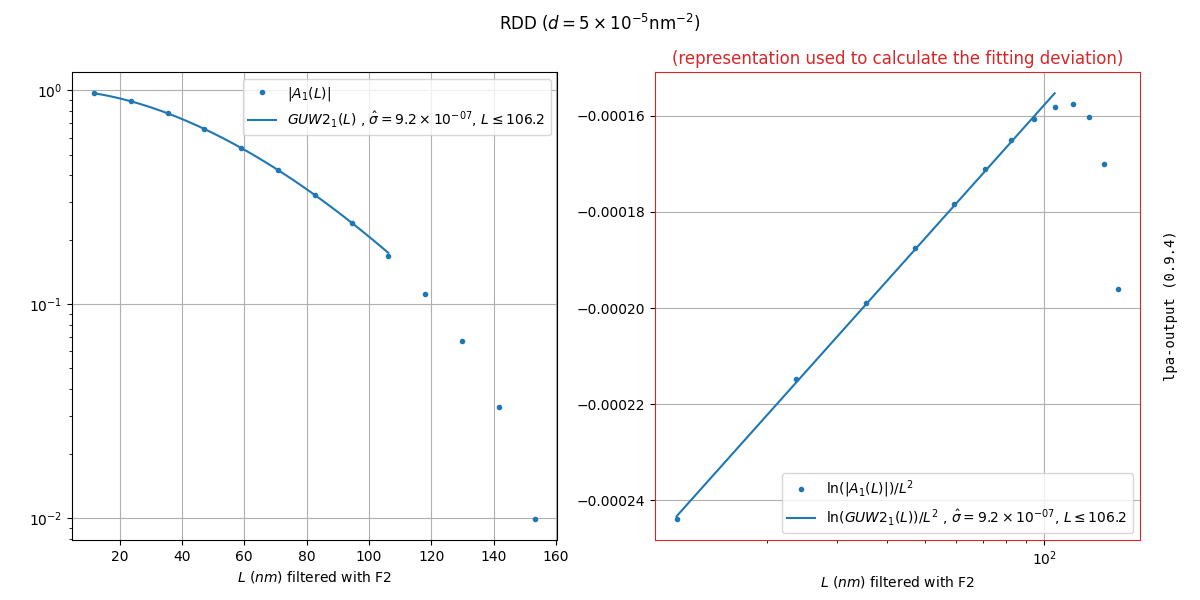 RDD (d = 5 × 10⁻⁵nm⁻²)
(representation used to calculate the fitting deviation)
10⁰
10⁻¹
10⁻²
|A₁(L)|
GUW2₁(L) , σ̂ = 9.2 × 10⁻⁰⁷, L ≤ 106.2
20 40 60 80 100 120 140 160
L (nm) filtered with F2
−0.00016
−0.00018
−0.00020
−0.00022
−0.00024
ln(|A₁(L)|)/L²
ln(GUW2₁(L))/L² , σ̂ = 9.2 × 10⁻⁰⁷, L ≤ 106.2
10²
L (nm) filtered with F2
lpa-output (0.9.4)